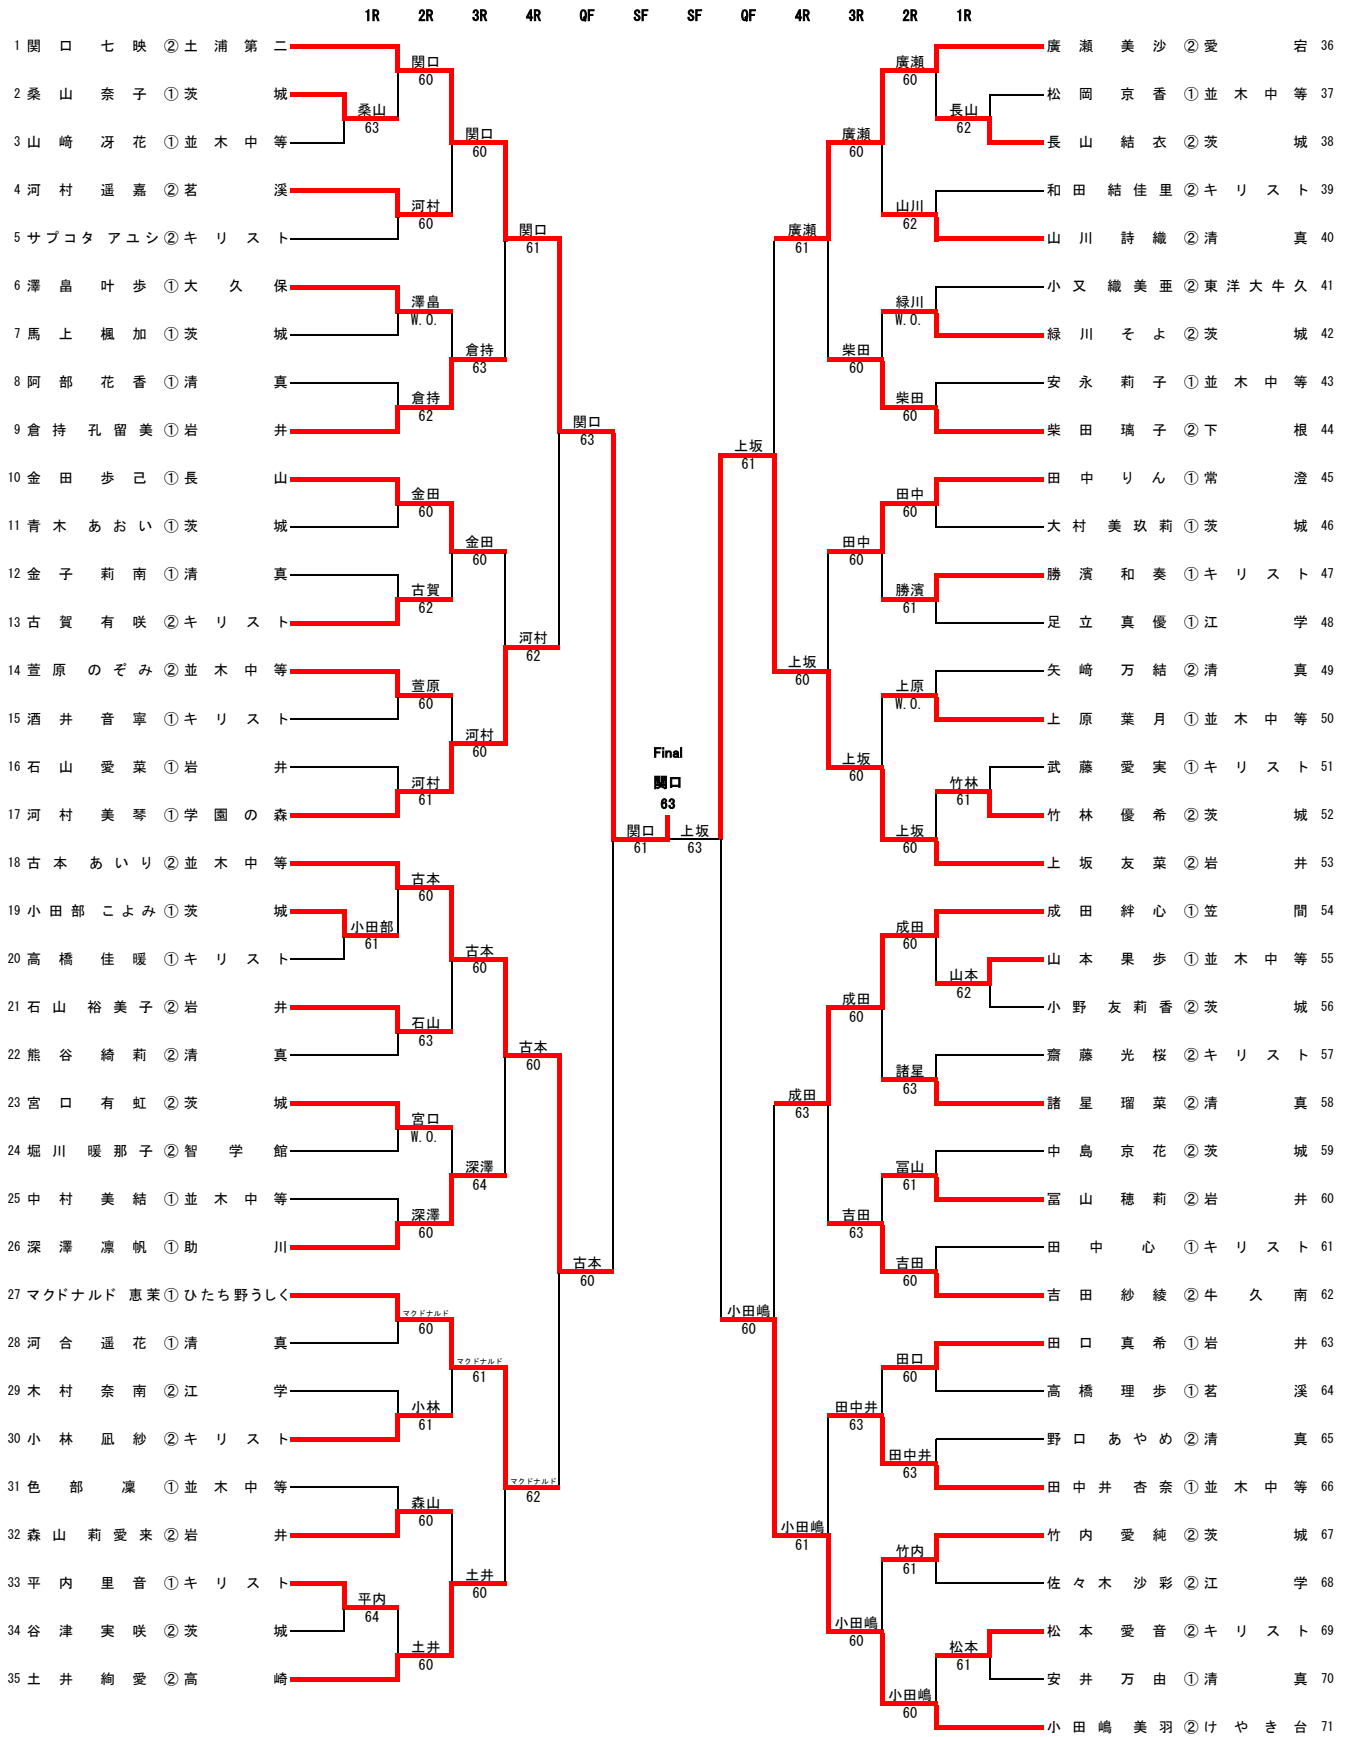 1R 2R 3R 4R QF SF SF QF 4R 3R 2R 1R
1 関口 七映 ② 土浦第二
2 桑山 奈子 ① 茨城
3 山﨑 冴花 ① 並木中等
4 河村 遥嘉 ② 茗溪
5 サプコタ アユシ ② キリスト
6 澤畠 叶歩 ① 大久保
7 馬上 楓加 ① 茨城
8 阿部 花香 ① 清真
9 倉持 孔留美 ① 岩井
10 金田 歩己 ① 長山
11 青木 あおい ① 茨城
12 金子 莉南 ① 清真
13 古賀 有咲 ② キリスト
14 萱原 のぞみ ② 並木中等
15 酒井 音寧 ① キリスト
16 石山 愛菜 ① 岩井
17 河村 美琴 ① 学園の森
18 古本 あいり ② 並木中等
19 小田部 こよみ ① 茨城
20 高橋 佳暖 ① キリスト
21 石山 裕美子 ② 岩井
22 熊谷 綺莉 ② 清真
23 宮口 有虹 ② 茨城
24 堀川 暖那子 ② 智学館
25 中村 美結 ① 並木中等
26 深澤 凛帆 ① 助川
27 マクドナルド 恵茉 ① ひたち野うしく
28 河合 遥花 ① 清真
29 木村 奈南 ② 江学
30 小林 凪紗 ② キリスト
31 色部 凜 ① 並木中等
32 森山 莉愛来 ② 岩井
33 平内 里音 ① キリスト
34 谷津 実咲 ② 茨城
35 土井 絢愛 ② 高崎
桑山
63
小田部
61
平内
64
関口
60
河村
60
澤畠
W.O.
倉持
62
金田
60
古賀
62
萱原
60
河村
61
古本
60
石山
63
宮口
W.O.
深澤
60
マクドナルド
60
小林
61
森山
60
土井
60
関口
60
倉持
63
金田
60
河村
60
古本
60
深澤
64
マクドナルド
61
土井
60
関口
61
河村
62
古本
60
マクドナルド
62
関口
63
古本
60
関口
61
Final
関口
63
上坂
63
上坂
61
小田嶋
60
廣瀬
61
上坂
60
成田
63
小田嶋
61
廣瀬
60
柴田
60
田中
60
上坂
60
成田
60
吉田
63
田中井
63
小田嶋
60
廣瀬
60
山川
62
緑川
W.O.
柴田
60
田中
60
勝濱
61
上原
W.O.
上坂
60
成田
60
諸星
63
冨山
61
吉田
60
田口
60
田中井
63
竹内
61
小田嶋
60
長山
62
竹林
61
山本
62
松本
61
廣瀬 美沙 ② 愛宕 36
松岡 京香 ① 並木中等 37
長山 結衣 ② 茨城 38
和田 結佳里 ② キリスト 39
山川 詩織 ② 清真 40
小又 織美亜 ② 東洋大牛久 41
緑川 そよ ② 茨城 42
安永 莉子 ① 並木中等 43
柴田 璃子 ② 下根 44
田中 りん ① 常澄 45
大村 美玖莉 ① 茨城 46
勝濱 和奏 ① キリスト 47
足立 真優 ① 江学 48
矢﨑 万結 ② 清真 49
上原 葉月 ① 並木中等 50
武藤 愛実 ① キリスト 51
竹林 優希 ② 茨城 52
上坂 友菜 ② 岩井 53
成田 絆心 ① 笠間 54
山本 果歩 ① 並木中等 55
小野 友莉香 ② 茨城 56
齋藤 光桜 ② キリスト 57
諸星 瑠菜 ② 清真 58
中島 京花 ② 茨城 59
冨山 穂莉 ② 岩井 60
田中 心 ① キリスト 61
吉田 紗綾 ② 牛久南 62
田口 真希 ① 岩井 63
高橋 理歩 ① 茗溪 64
野口 あやめ ② 清真 65
田中井 杏奈 ① 並木中等 66
竹内 愛純 ② 茨城 67
佐々木 沙彩 ② 江学 68
松本 愛音 ② キリスト 69
安井 万由 ① 清真 70
小田嶋 美羽 ② けやき台 71